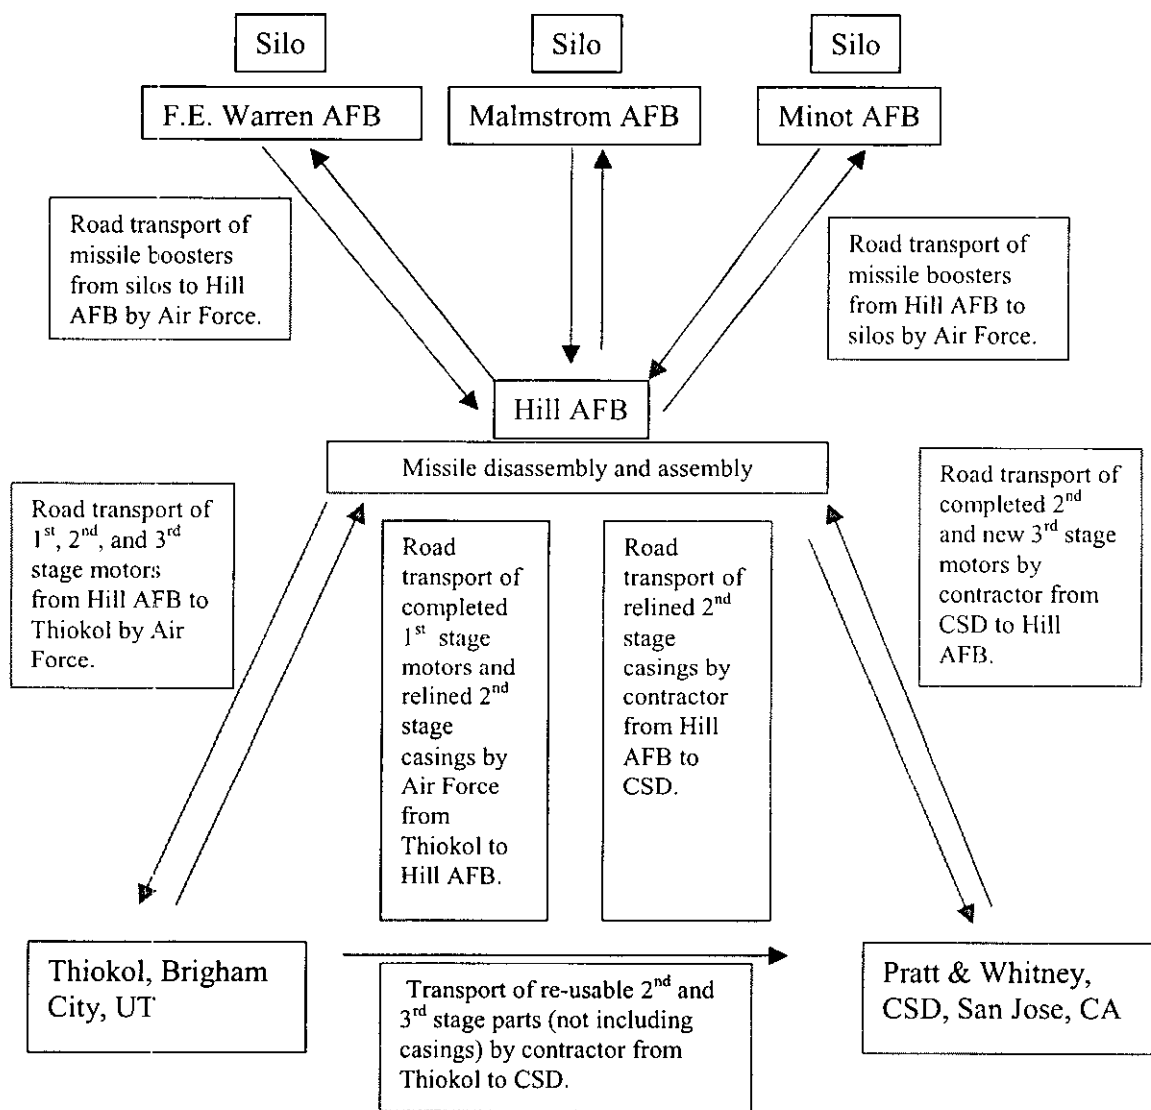 Silo
Silo
Silo
F.E. Warren AFB
Malmstrom AFB
Minot AFB
Road transport of
missile boosters
from silos to Hill
AFB by Air Force.
Road transport of
missile boosters
from Hill AFB to
silos by Air Force.
Hill AFB
Missile disassembly and assembly
Road transport of
1st, 2nd, and 3rd
stage motors
from Hill AFB to
Thiokol by Air
Force.
Road
transport of
completed
1st stage
motors and
relined 2nd
stage
casings by
Air Force
from
Thiokol to
Hill AFB.
Road
transport of
relined 2nd
stage
casings by
contractor
from Hill
AFB to
CSD.
Road transport of
completed 2nd
and new 3rd stage
motors by
contractor from
CSD to Hill
AFB.
Thiokol, Brigham
City, UT
Transport of re-usable 2nd and
3rd stage parts (not including
casings) by contractor from
Thiokol to CSD.
Pratt & Whitney,
CSD, San Jose, CA